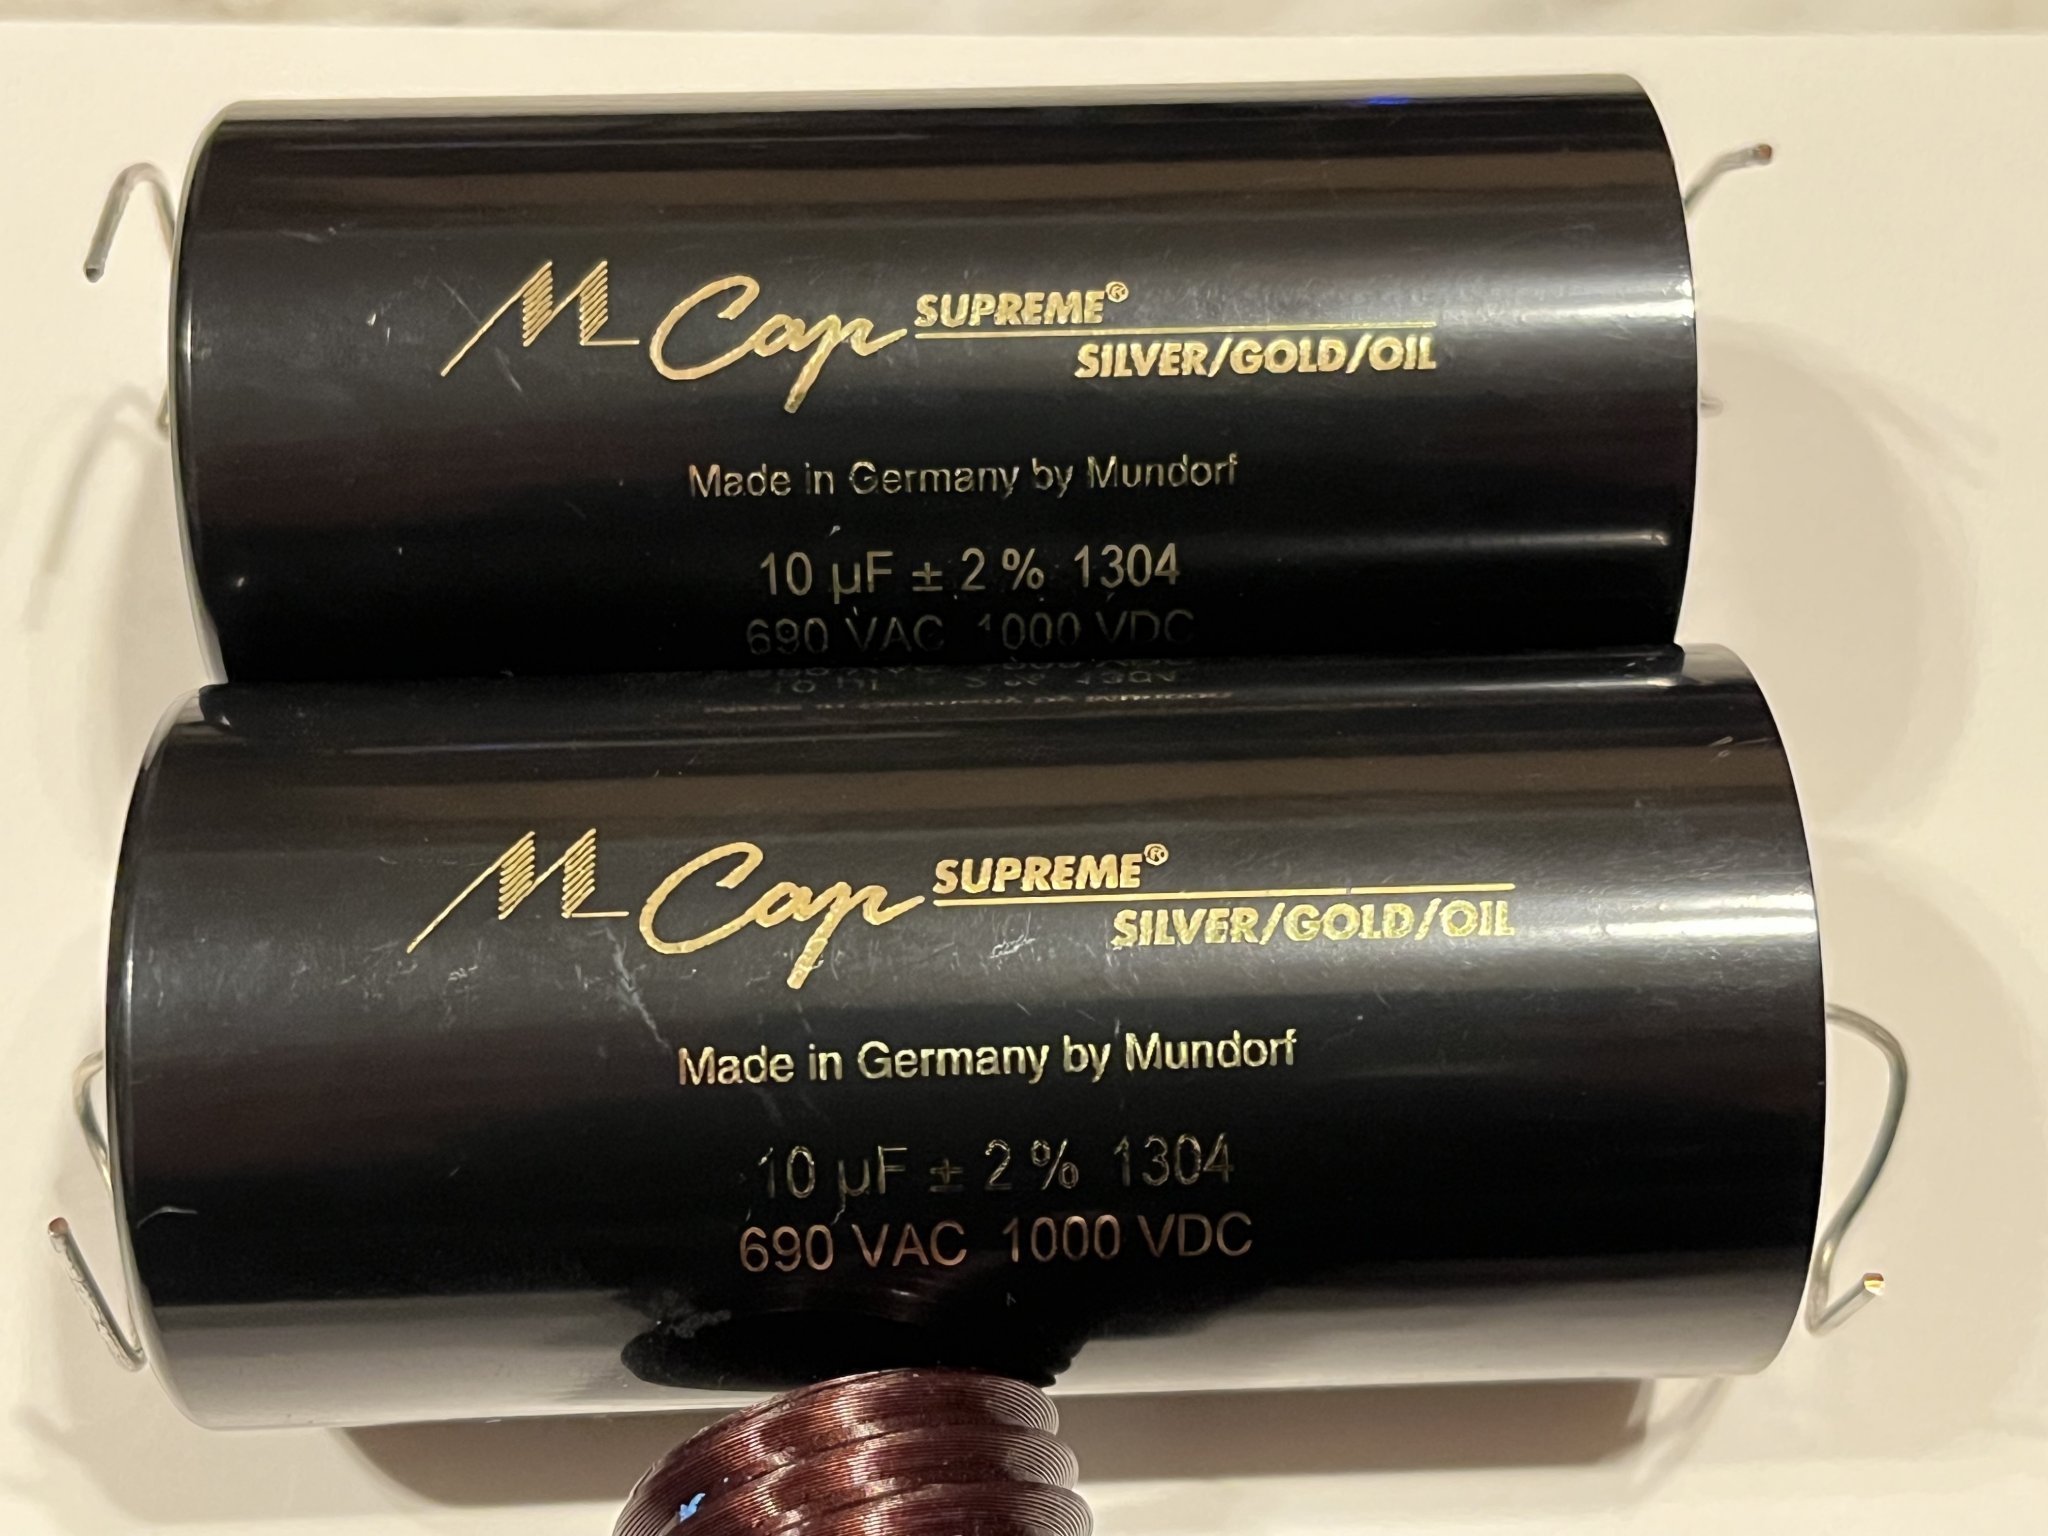 M Cap SUPREME®
SILVER/GOLD/OIL
Made in Germany by Mundorf
10 µF ± 2 % 1304
690 VAC 1000 VDC
M Cap SUPREME®
SILVER/GOLD/OIL
Made in Germany by Mundorf
10 µF ± 2 % 1304
690 VAC 1000 VDC